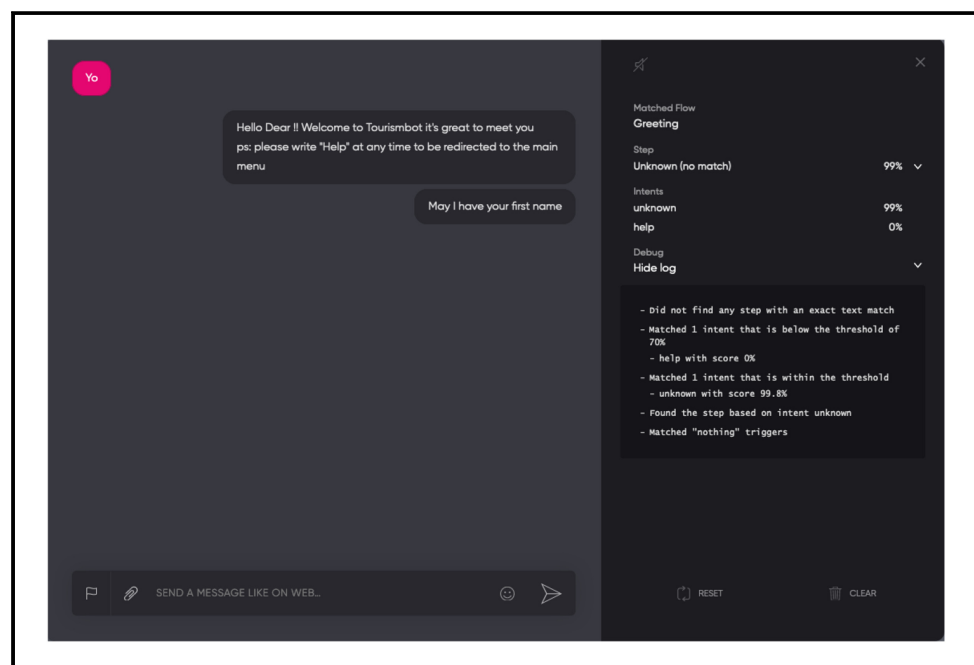 Yo
Hello Dear !! Welcome to Tourismbot it's great to meet you
ps: please write "Help" at any time to be redirected to the main
menu
May I have your first name
SEND A MESSAGE LIKE ON WEB...
Matched Flow
Greeting
Step
Unknown (no match) 99%
Intents
unknown 99%
help 0%
Debug
Hide log
- Did not find any step with an exact text match
- Matched 1 intent that is below the threshold of
70%
- help with score 0%
- Matched 1 intent that is within the threshold
- unknown with score 99.8%
- Found the step based on intent unknown
- Matched "nothing" triggers
RESET CLEAR